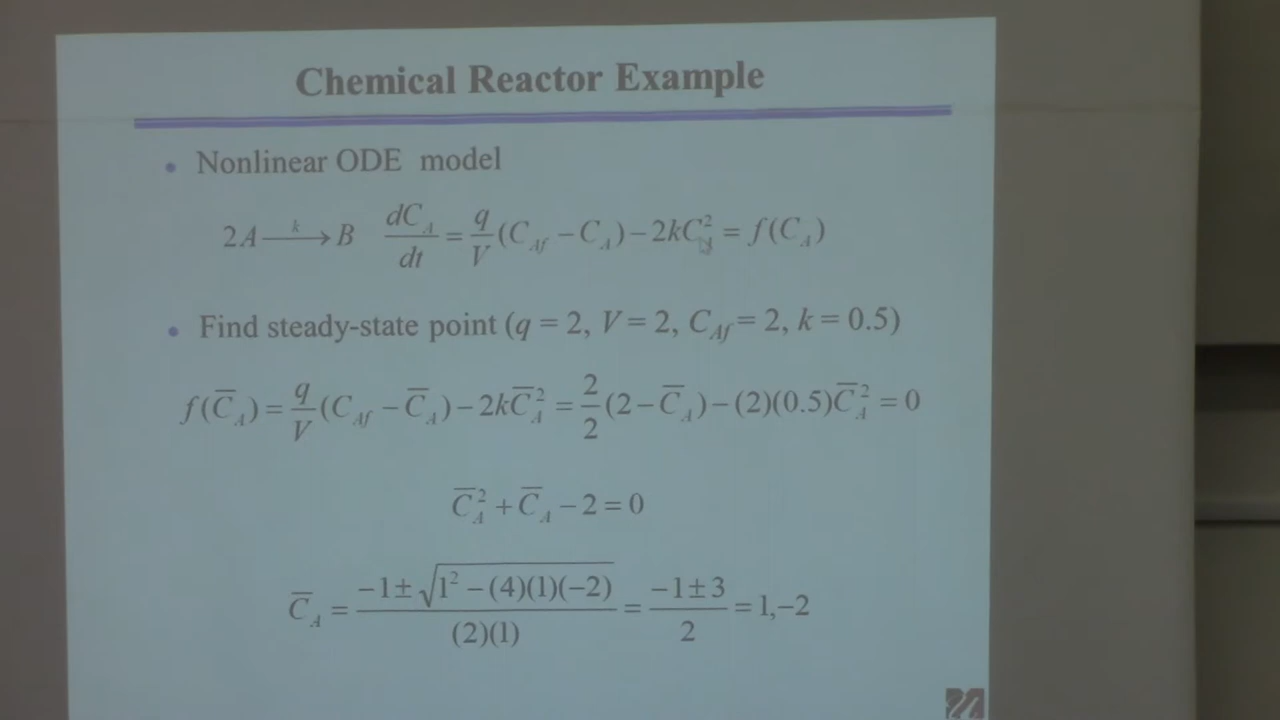 Chemical Reactor Example
• Nonlinear ODE model
2A —k→ B dC_A/dt = q/V (C_Af − C_A) − 2kC_A^2 = f(C_A)
• Find steady-state point (q = 2, V = 2, C_Af = 2, k = 0.5)
f(C̅_A) = q/V (C_Af − C̅_A) − 2kC̅_A^2 = 2/2 (2 − C̅_A) − (2)(0.5)C̅_A^2 = 0
C̅_A^2 + C̅_A − 2 = 0
C̅_A = (−1 ± √(1^2 − (4)(1)(−2))) / ((2)(1)) = (−1 ± 3)/2 = 1, −2